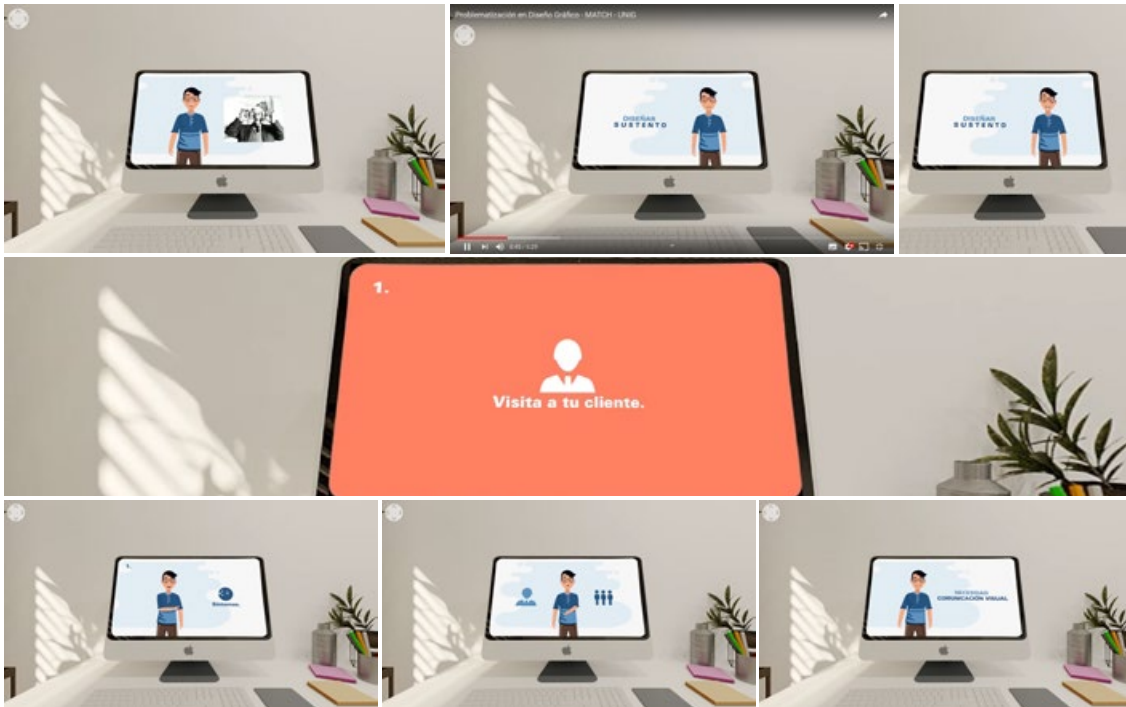 Problematización en Diseño Gráfico - MATCH - UNIG
DISEÑAR
SUSTENTO
DISEÑAR
SUSTENTO
1.
Visita a tu cliente.
NECESIDAD
COMUNICACIÓN VISUAL